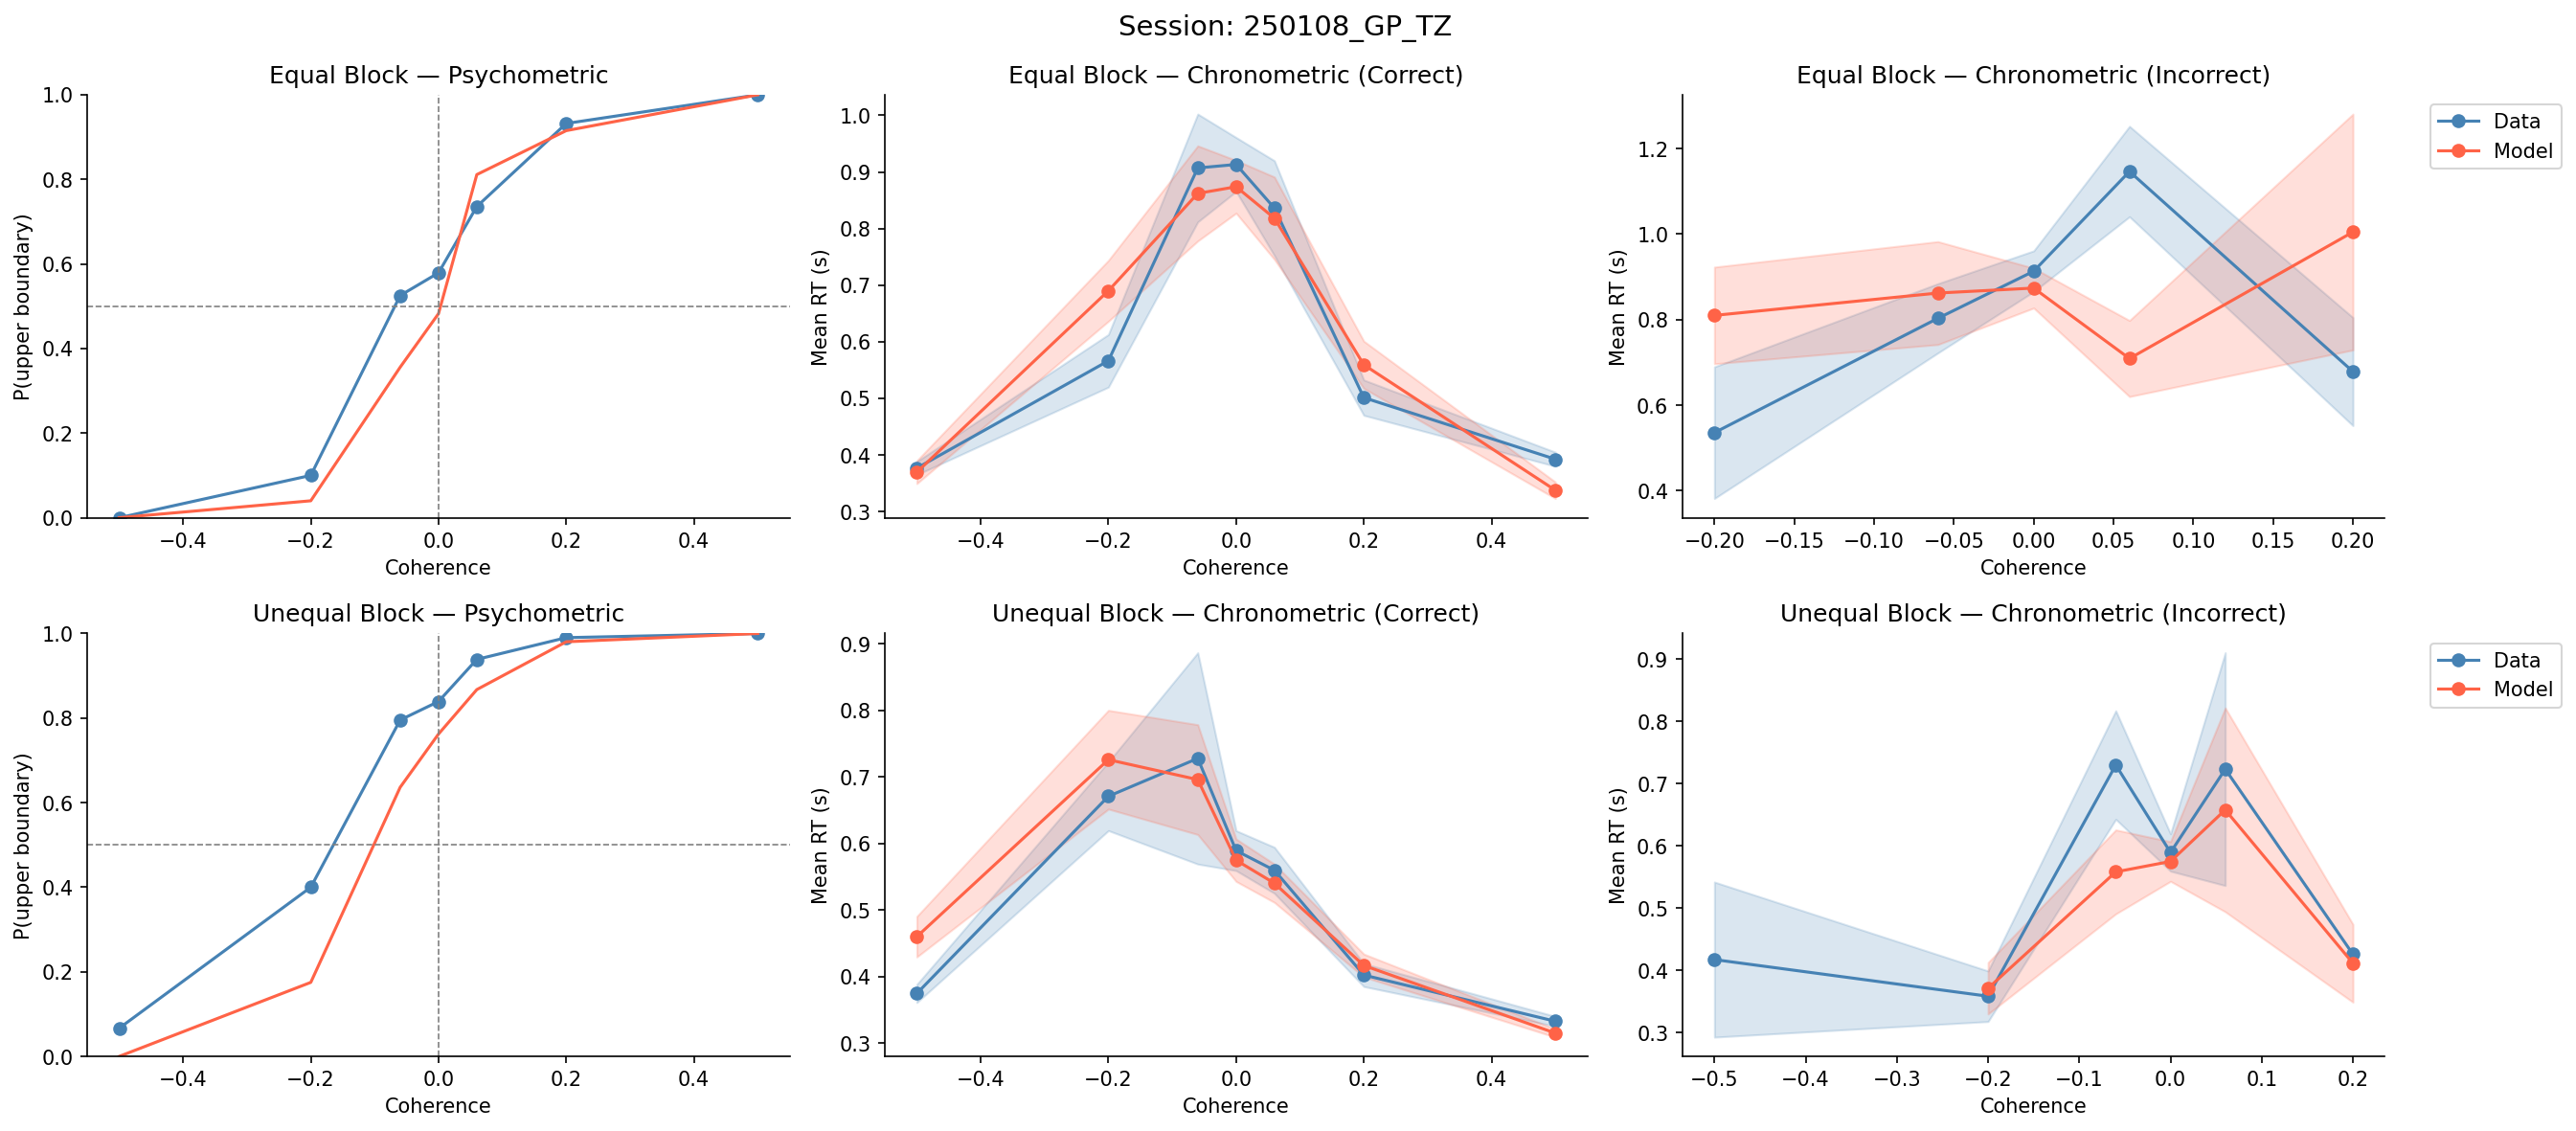 Session: 250108_GP_TZ
Equal Block — Psychometric
P(upper boundary)
1.0
0.8
0.6
0.4
0.2
0.0
−0.4 −0.2 0.0 0.2 0.4
Coherence
Equal Block — Chronometric (Correct)
Mean RT (s)
1.0
0.9
0.8
0.7
0.6
0.5
0.4
0.3
−0.4 −0.2 0.0 0.2 0.4
Coherence
Equal Block — Chronometric (Incorrect)
Mean RT (s)
1.2
1.0
0.8
0.6
0.4
−0.20 −0.15 −0.10 −0.05 0.00 0.05 0.10 0.15 0.20
Coherence
Data
Model
Unequal Block — Psychometric
P(upper boundary)
1.0
0.8
0.6
0.4
0.2
0.0
−0.4 −0.2 0.0 0.2 0.4
Coherence
Unequal Block — Chronometric (Correct)
Mean RT (s)
0.9
0.8
0.7
0.6
0.5
0.4
0.3
−0.4 −0.2 0.0 0.2 0.4
Coherence
Unequal Block — Chronometric (Incorrect)
Mean RT (s)
0.9
0.8
0.7
0.6
0.5
0.4
0.3
−0.5 −0.4 −0.3 −0.2 −0.1 0.0 0.1 0.2
Coherence
Data
Model